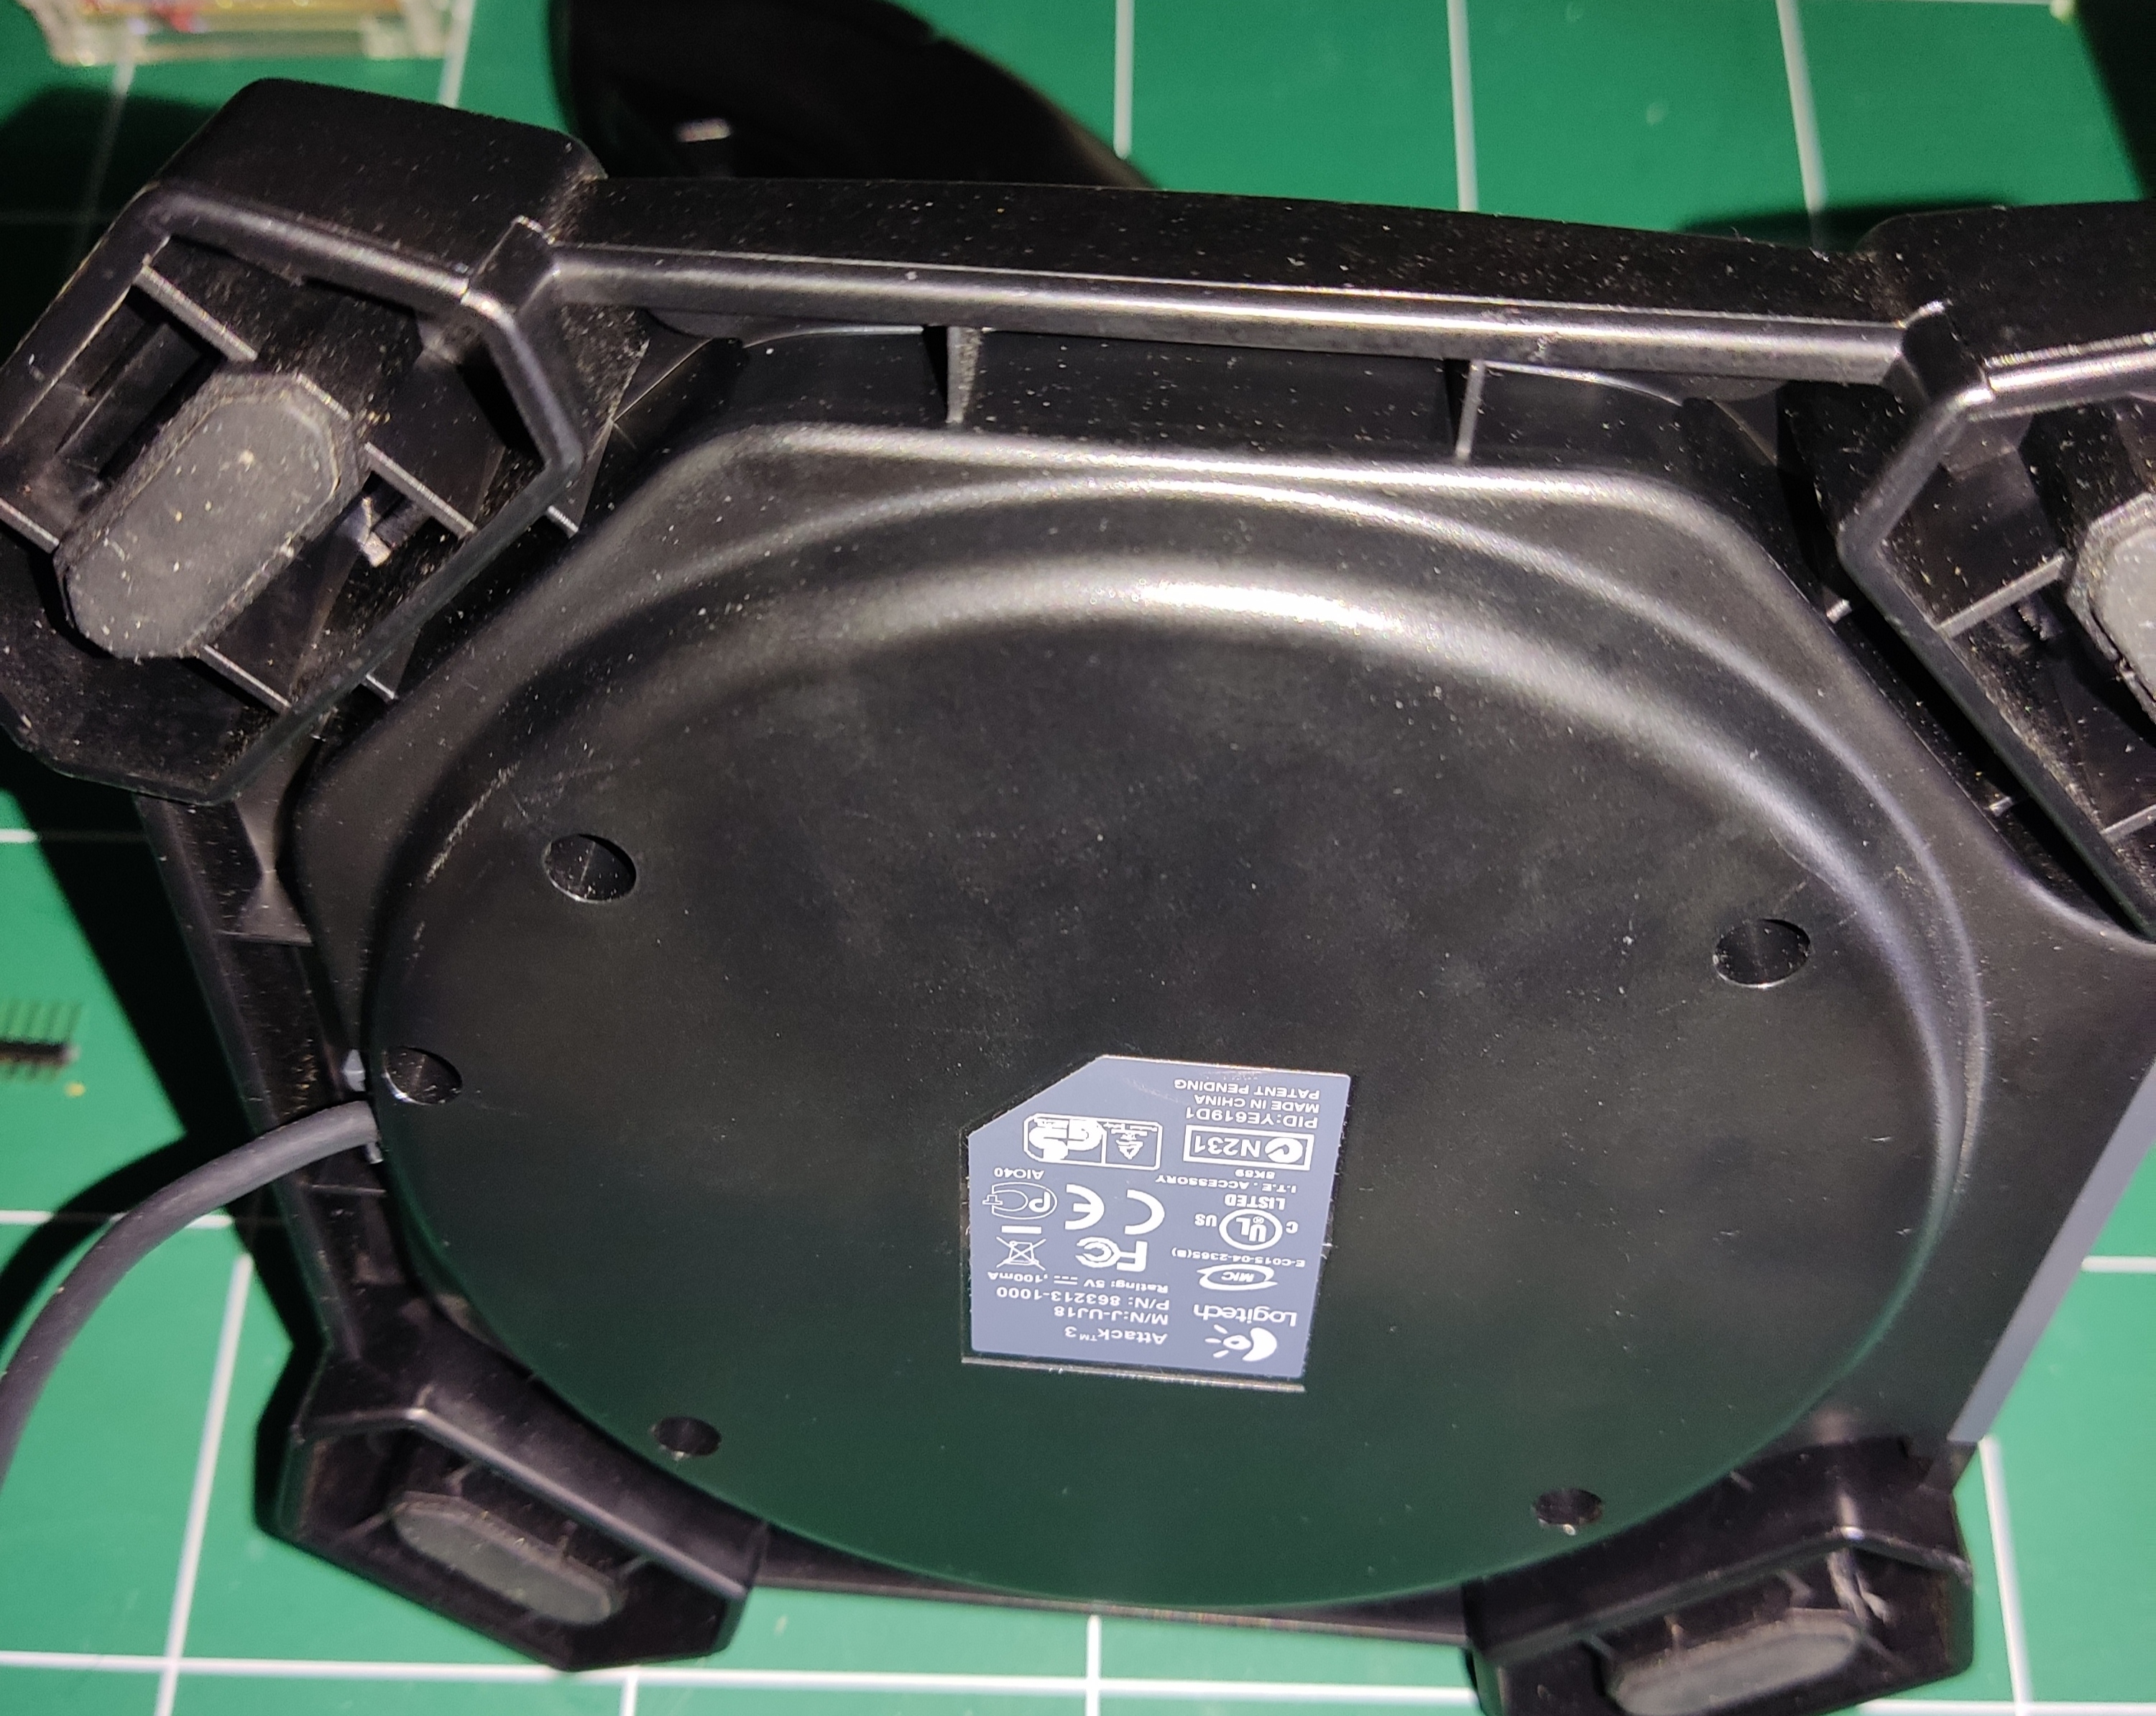 Logitech
Attack™ 3
M/N:J-UJ18
P/N: 863213-1000
Rating: 5V ⎓, 100mA
MIC
E-C015-04-2365(B)
FC
CE
C UL® US
LISTED
I.T.E. ACCESSORY
8K89
PG
AIO40
N231
PID:YE619D1
MADE IN CHINA
PATENT PENDING